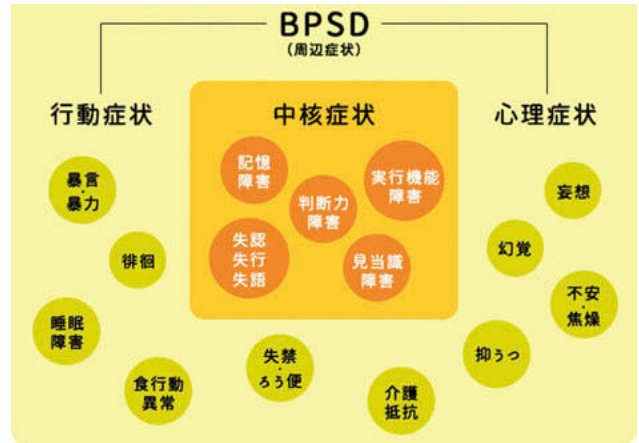 BPSD
(周辺症状)
行動症状
中核症状
心理症状
記憶
障害
実行機能
障害
判断力
障害
失認
失行
失語
見当識
障害
暴言
・
暴力
徘徊
睡眠
障害
食行動
異常
失禁
・
ろう便
介護
抵抗
抑うつ
不安
・
焦燥
幻覚
妄想